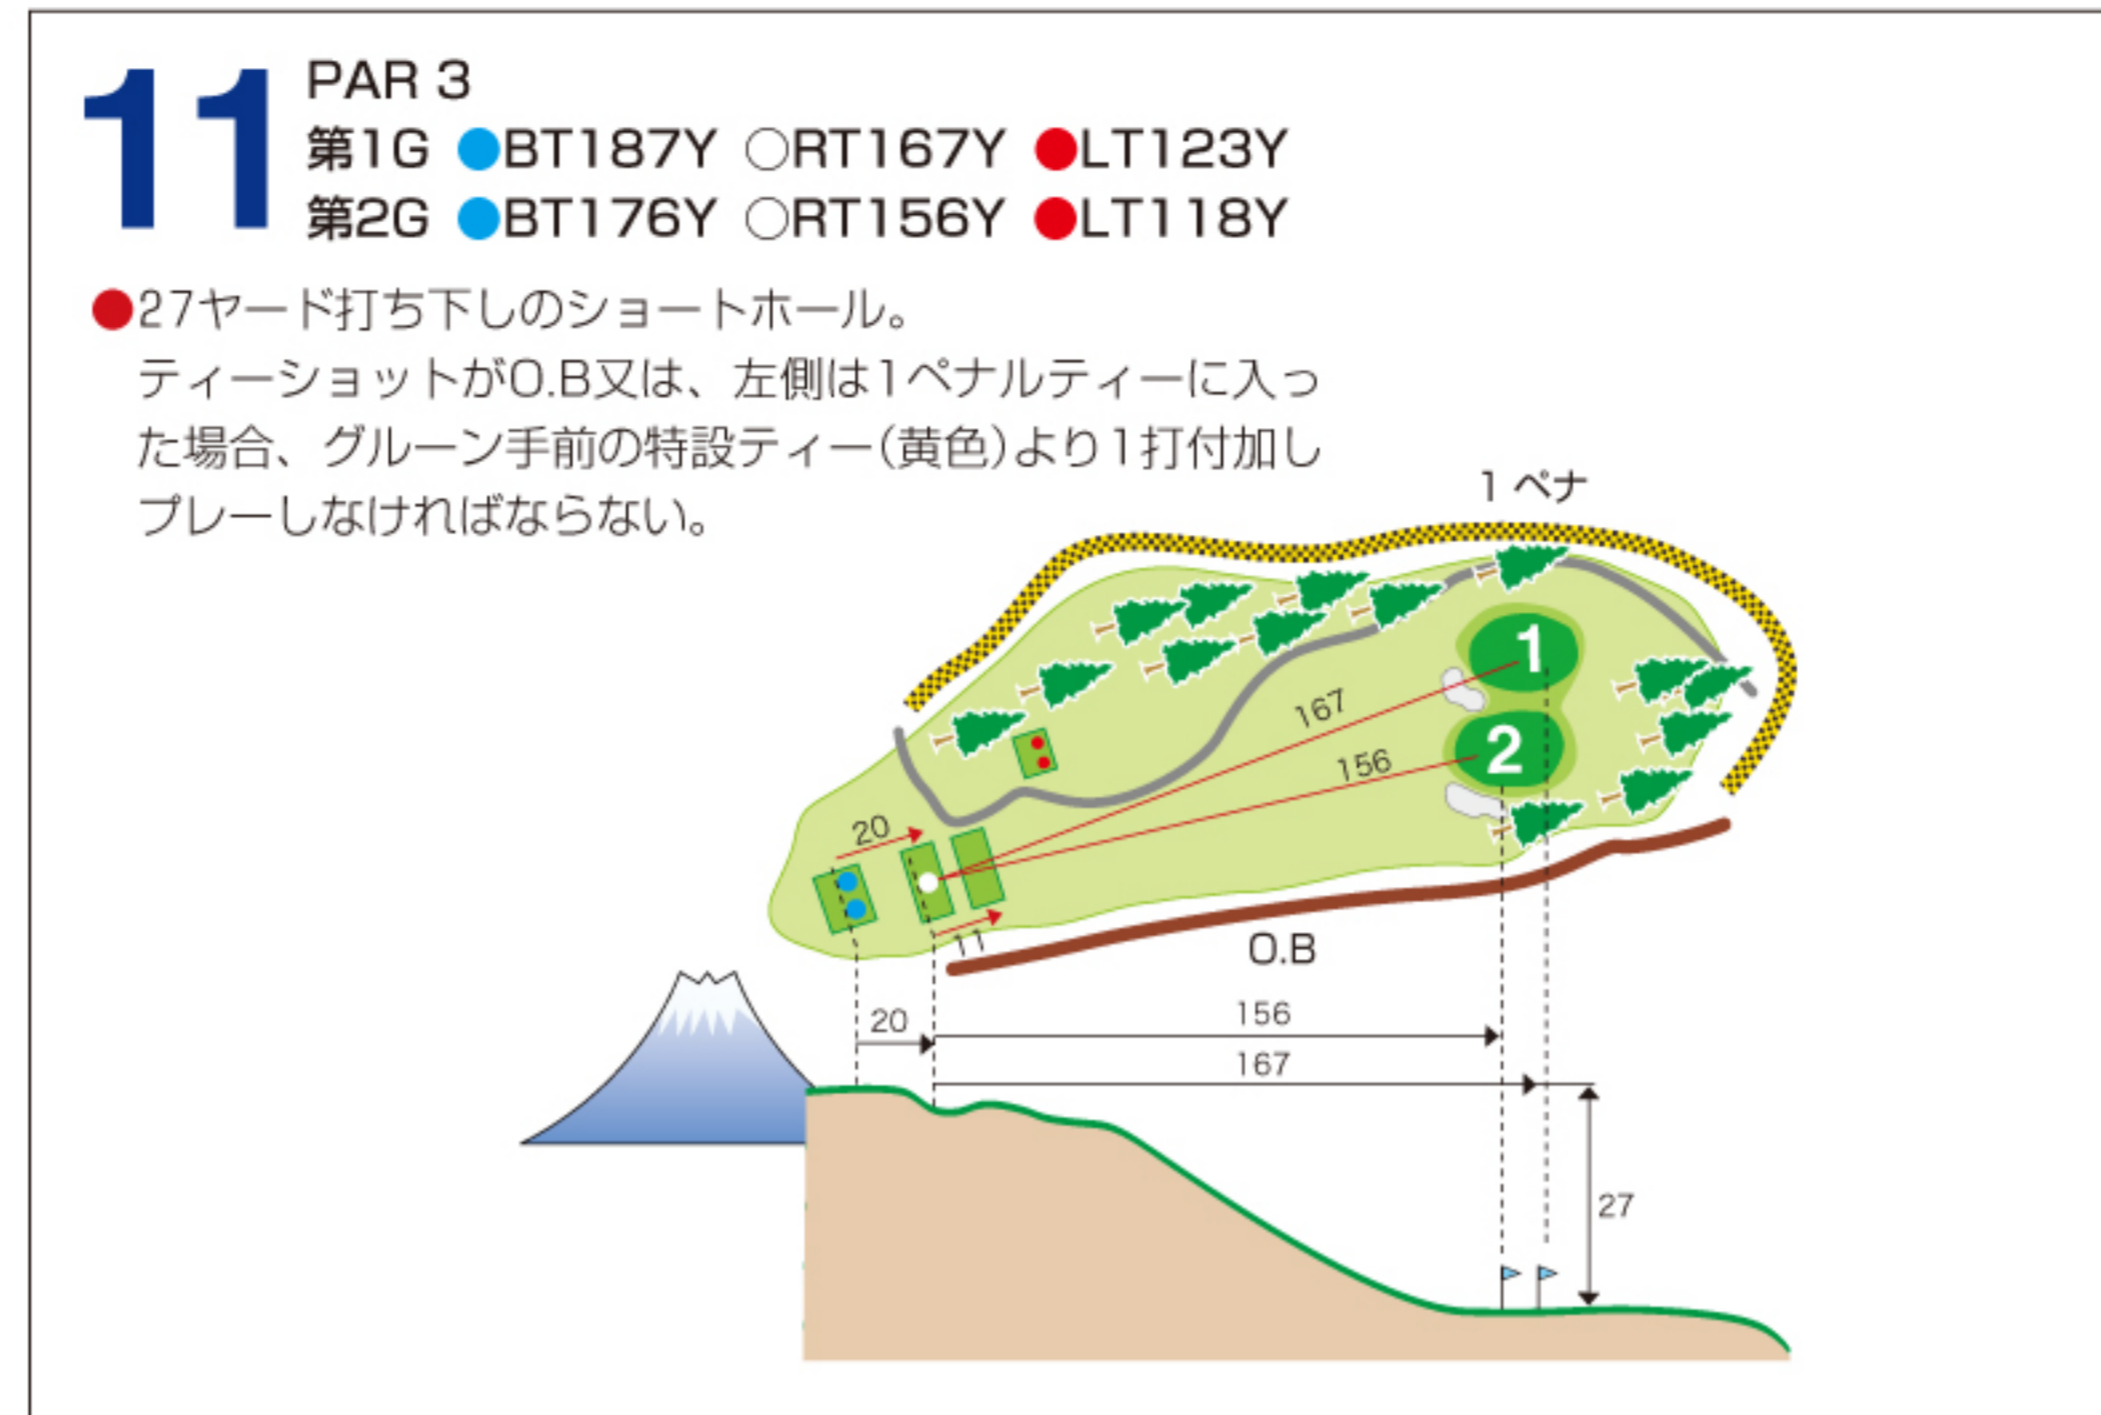 11
PAR 3
第1G ●BT187Y ○RT167Y ●LT123Y
第2G ●BT176Y ○RT156Y ●LT118Y
●27ヤード打ち下しのショートホール。
ティーショットがO.B又は、左側は1ペナルティーに入っ
た場合、グルーン手前の特設ティー(黄色)より1打付加し
プレーしなければならない。
1 ペナ
1
167
2
156
20
11
O.B
20
156
167
27